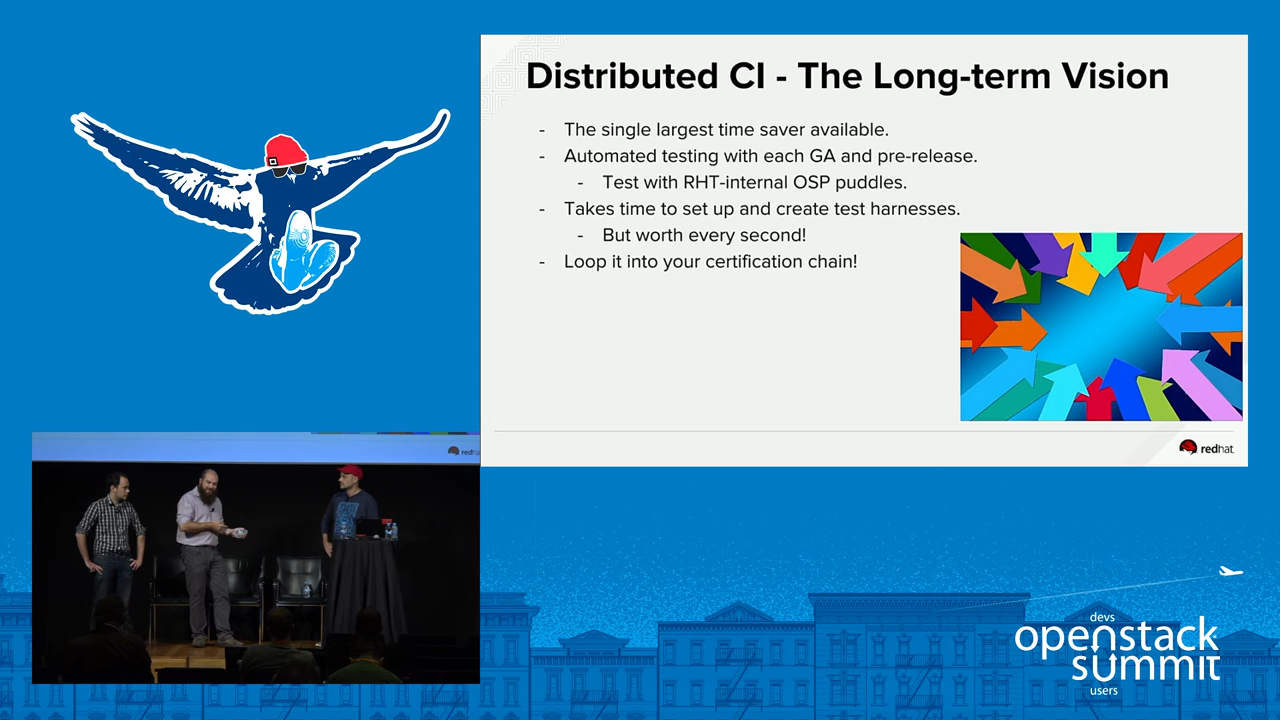 Distributed CI - The Long-term Vision
- The single largest time saver available.
- Automated testing with each GA and pre-release.
- Test with RHT-internal OSP puddles.
- Takes time to set up and create test harnesses.
- But worth every second!
- Loop it into your certification chain!
redhat.
redha
devs
openstack
summit
users